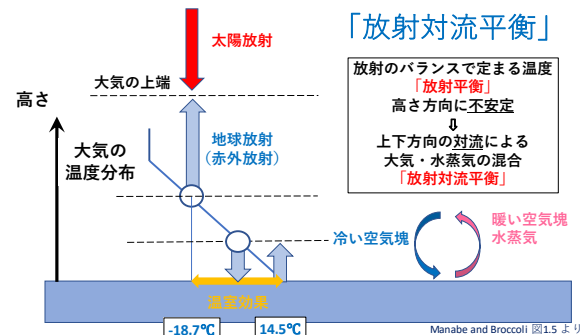 「放射対流平衡」
太陽放射
大気の上端
高さ
大気の
温度分布
地球放射
（赤外放射）
放射のバランスで定まる温度
「放射平衡」
高さ方向に不安定
⇩
上下方向の対流による
大気・水蒸気の混合
「放射対流平衡」
冷い空気塊
暖い空気塊
水蒸気
温室効果
-18.7℃
14.5℃
Manabe and Broccoli 図1.5 より